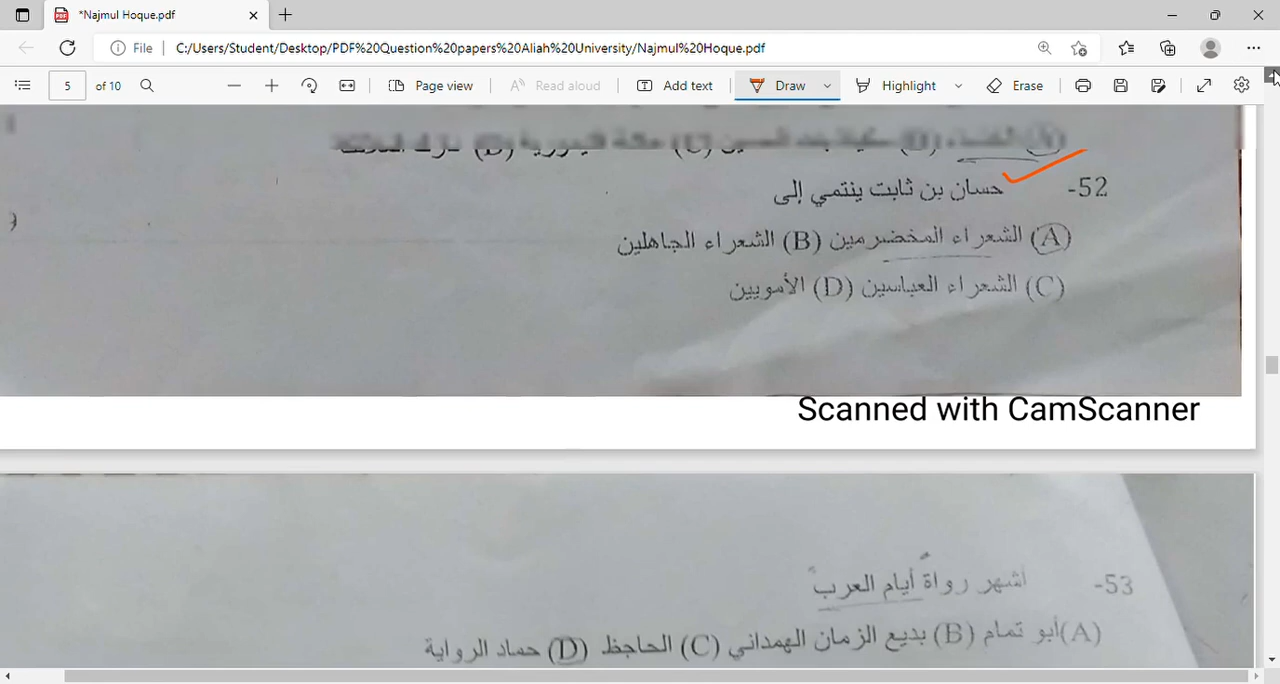 *Najmul Hoque.pdf
File C:/Users/Student/Desktop/PDF%20Question%20papers%20Aliah%20University/Najmul%20Hoque.pdf
5 of 10 Page view Read aloud Add text Draw Highlight Erase
52- حسان بن ثابت ينتمي إلى
(A) الشعراء المخضرمين (B) الشعراء الجاهلين
(C) الشعراء العباسين (D) الأمويين
Scanned with CamScanner
53- أشهر رواة أيام العرب
(A) أبو تمام (B) بديع الزمان الهمداني (C) الحاجظ (D) حماد الرواية